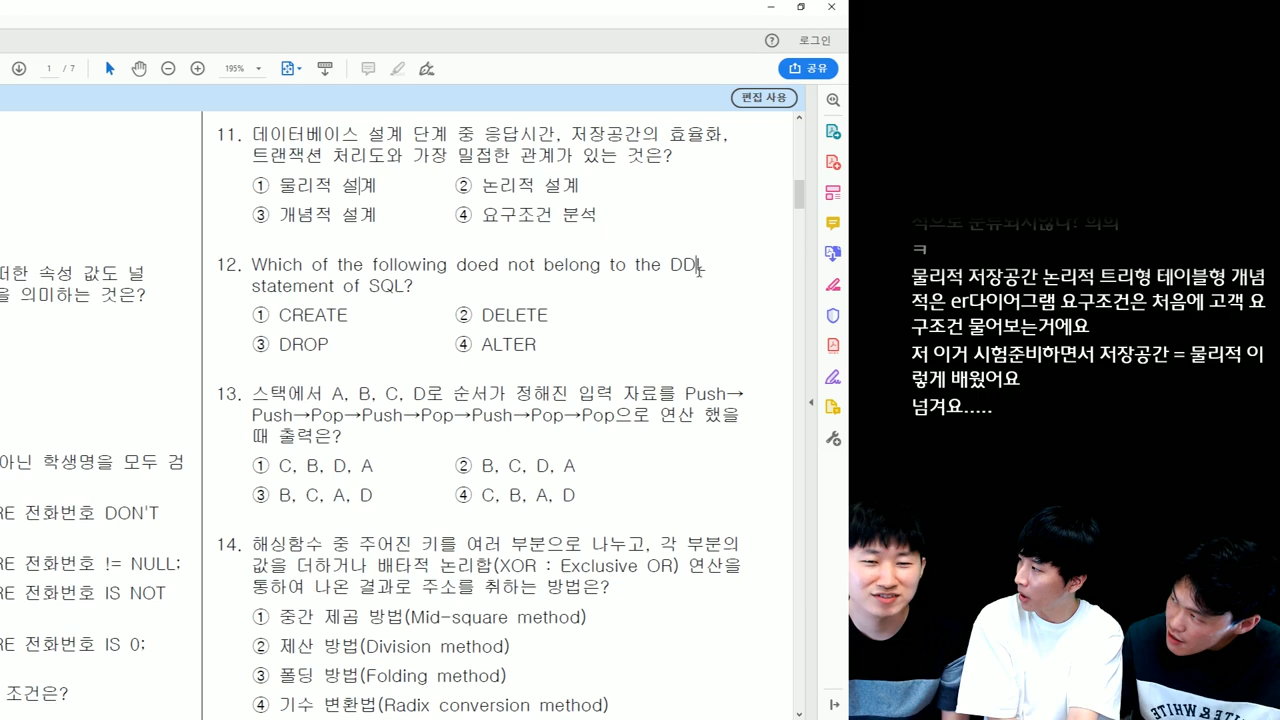 로그인
1 / 7
195%
공유
편집 사용
떠한 속성 값도 널
을 의미하는 것은?
아닌 학생명을 모두 검
RE 전화번호 DON'T
RE 전화번호 != NULL;
RE 전화번호 IS NOT
RE 전화번호 IS 0;
조건은?
11. 데이터베이스 설계 단계 중 응답시간, 저장공간의 효율화,
트랜잭션 처리도와 가장 밀접한 관계가 있는 것은?
① 물리적 설계 ② 논리적 설계
③ 개념적 설계 ④ 요구조건 분석
12. Which of the following doed not belong to the DDL
statement of SQL?
① CREATE ② DELETE
③ DROP ④ ALTER
13. 스택에서 A, B, C, D로 순서가 정해진 입력 자료를 Push→
Push→Pop→Push→Pop→Push→Pop→Pop으로 연산 했을
때 출력은?
① C, B, D, A ② B, C, D, A
③ B, C, A, D ④ C, B, A, D
14. 해싱함수 중 주어진 키를 여러 부분으로 나누고, 각 부분의
값을 더하거나 배타적 논리합(XOR : Exclusive OR) 연산을
통하여 나온 결과로 주소를 취하는 방법은?
① 중간 제곱 방법(Mid-square method)
② 제산 방법(Division method)
③ 폴딩 방법(Folding method)
④ 기수 변환법(Radix conversion method)
적으로 분류되지않나? 희희
ㅋ
물리적 저장공간 논리적 트리형 테이블형 개념
적은 er다이어그램 요구조건은 처음에 고객 요
구조건 물어보는거에요
저 이거 시험준비하면서 저장공간 = 물리적 이
렇게 배웠어요
넘겨요.....